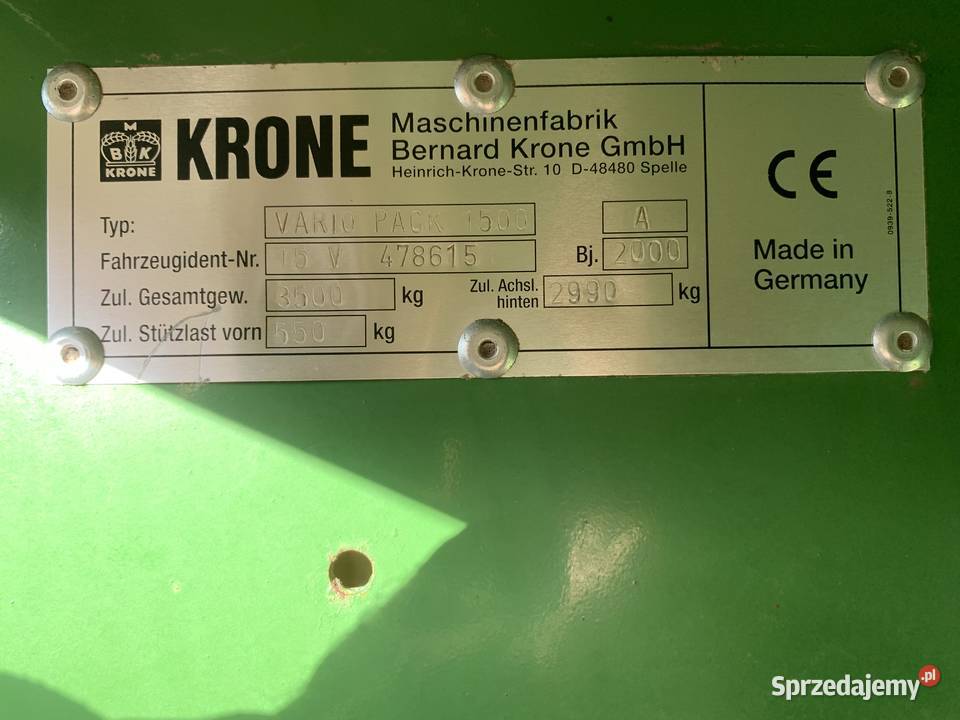 M
B K
KRONE
KRONE
Maschinenfabrik
Bernard Krone GmbH
Heinrich-Krone-Str. 10 D-48480 Spelle
Typ: VARIO PACK 1500 A
Fahrzeugident-Nr. 15 V 478615 Bj. 2000
Zul. Gesamtgew. 3500 kg Zul. Achsl. hinten 2990 kg
Zul. Stützlast vorn 550 kg
CE
Made in
Germany
0939-522-8
Sprzedajemy.pl